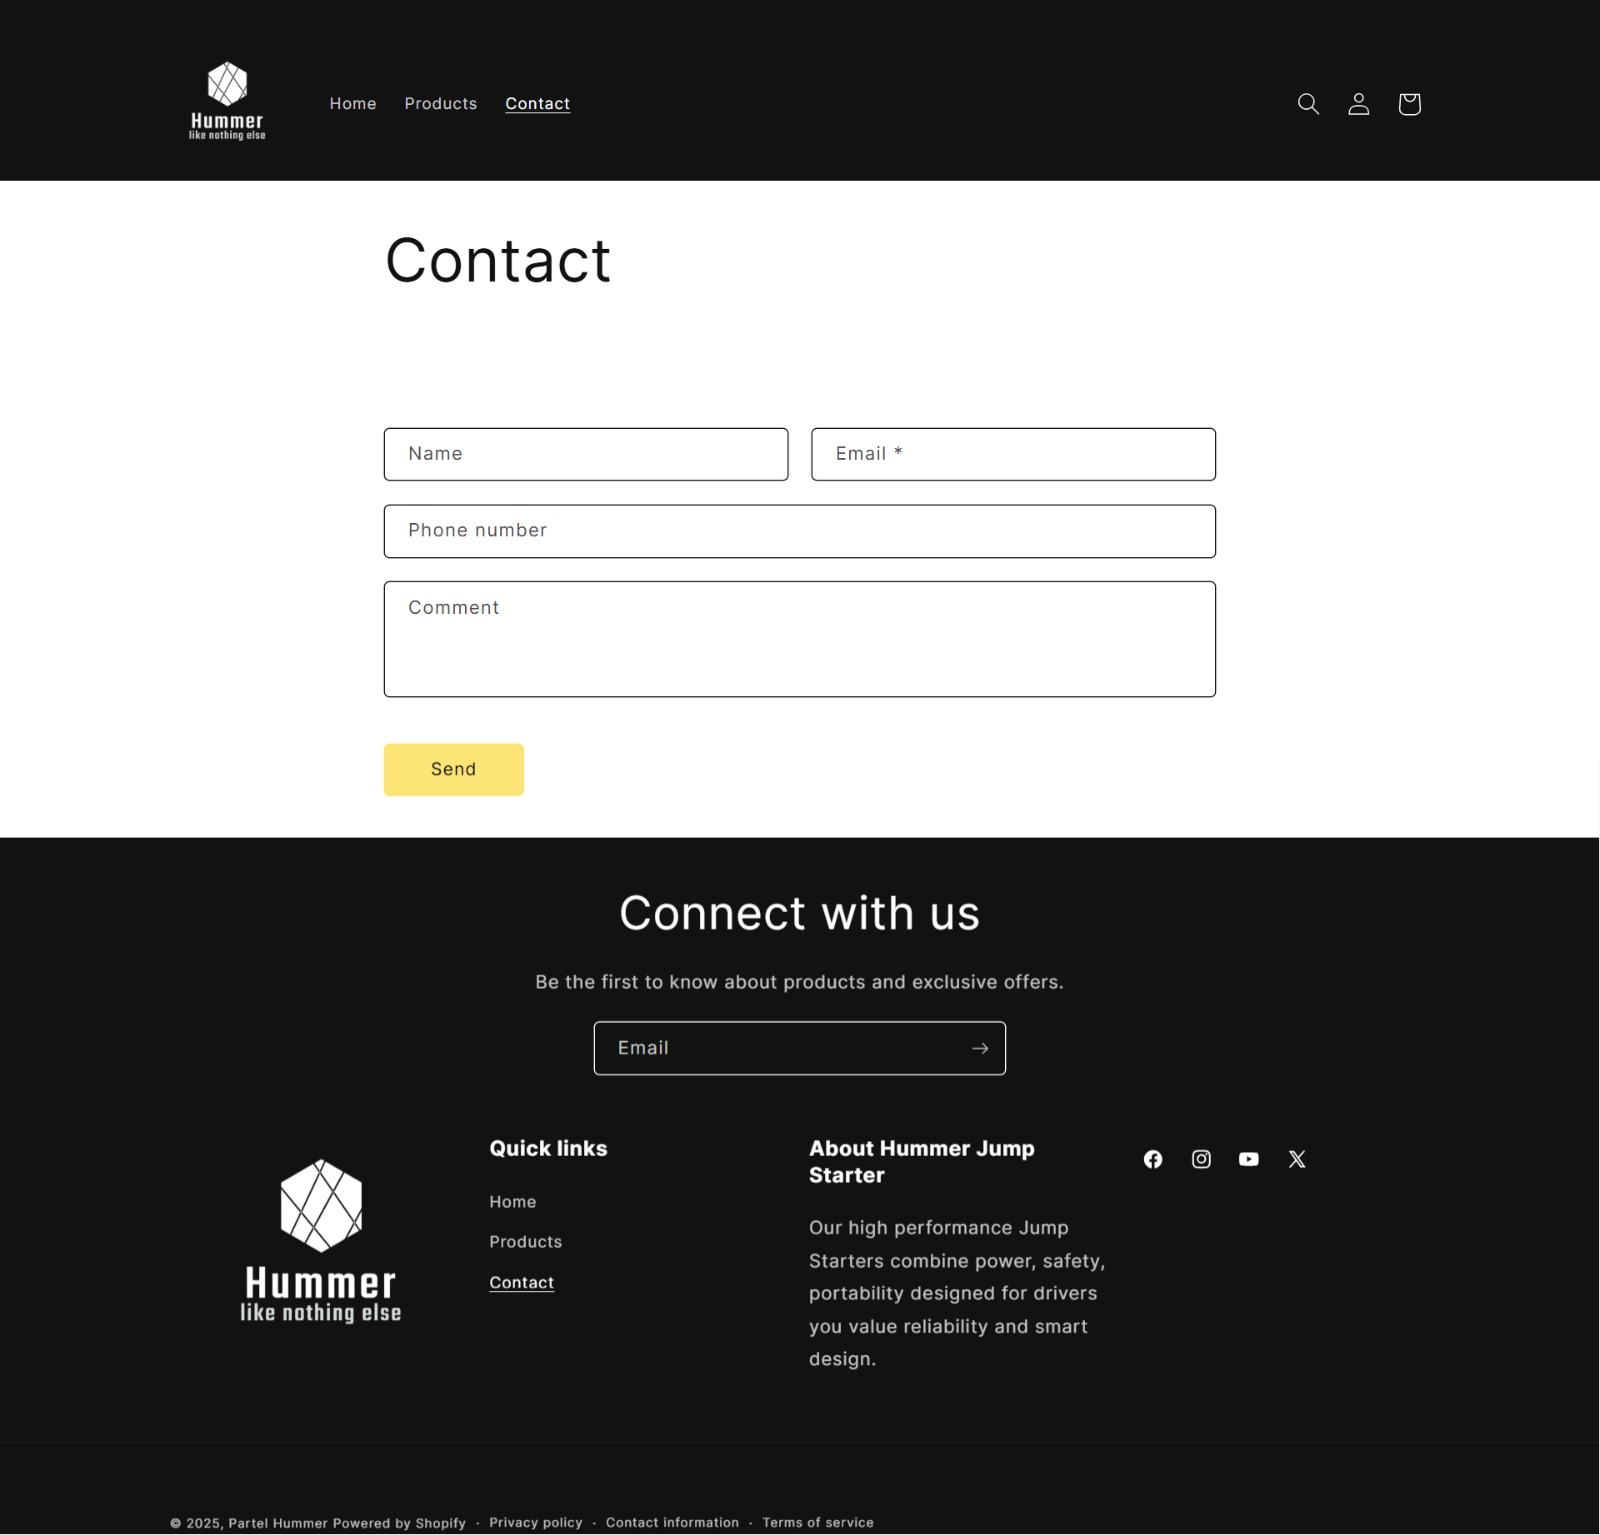 Hummer
like nothing else
Home
Products
Contact
Contact
Name
Email *
Phone number
Comment
Send
Connect with us
Be the first to know about products and exclusive offers.
Email
Hummer
like nothing else
Quick links
Home
Products
Contact
About Hummer Jump
Starter
Our high performance Jump
Starters combine power, safety,
portability designed for drivers
you value reliability and smart
design.
© 2025, Partel Hummer Powered by Shopify · Privacy policy · Contact information · Terms of service